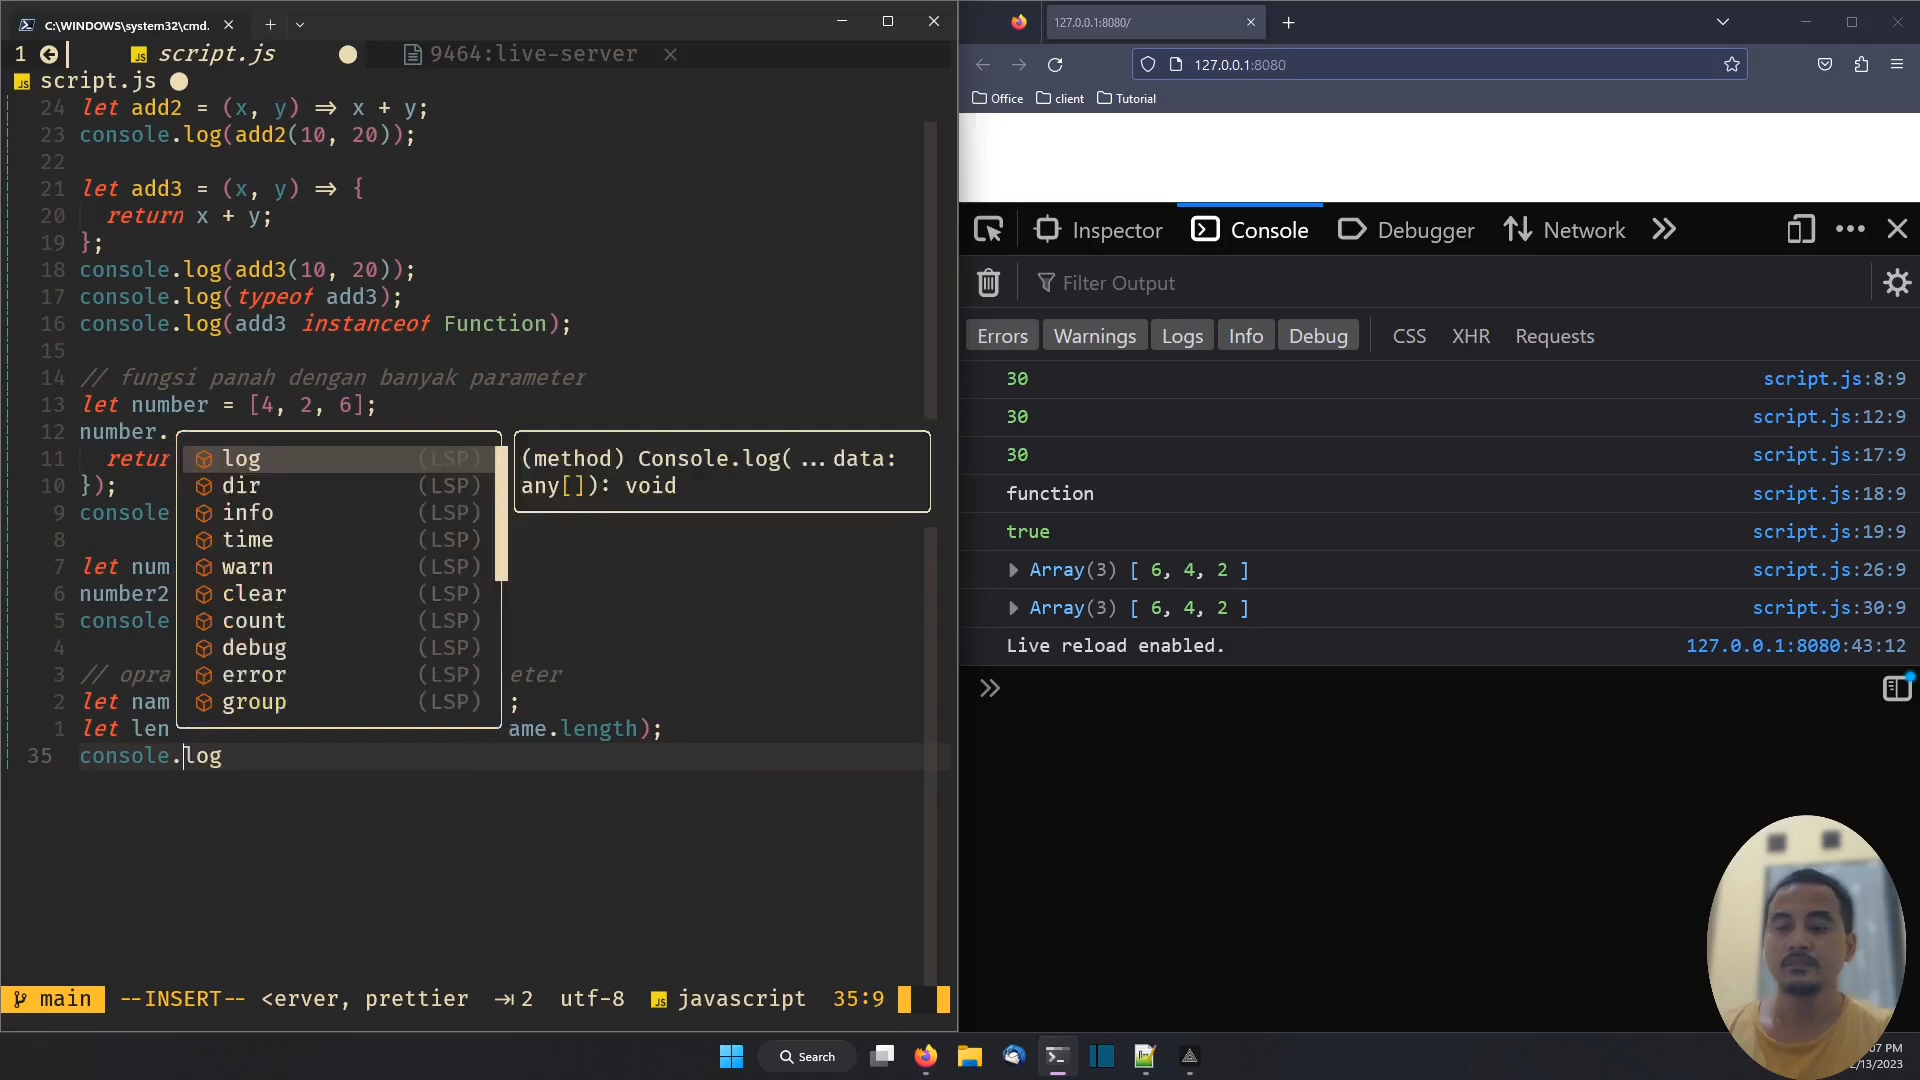 C:\WINDOWS\system32\cmd.
1 script.js 9464:live-server
script.js
24 let add2 = (x, y) ⇒ x + y;
23 console.log(add2(10, 20));
22
21 let add3 = (x, y) ⇒ {
20 return x + y;
19 };
18 console.log(add3(10, 20));
17 console.log(typeof add3);
16 console.log(add3 instanceof Function);
15
14 // fungsi panah dengan banyak parameter
13 let number = [4, 2, 6];
12 number.
11 retur
10 });
9 console
8
7 let num
6 number2
5 console
4
3 // opra eter
2 let nam ;
1 let len ame.length);
35 console.log
log (LSP)
dir (LSP)
info (LSP)
time (LSP)
warn (LSP)
clear (LSP)
count (LSP)
debug (LSP)
error (LSP)
group (LSP)
(method) Console.log(...data:
any[]): void
main --INSERT-- <erver, prettier ⇥2 utf-8 JS javascript 35:9
127.0.0.1:8080/
127.0.0.1:8080
Office client Tutorial
Inspector Console Debugger Network
Filter Output
Errors Warnings Logs Info Debug CSS XHR Requests
30 script.js:8:9
30 script.js:12:9
30 script.js:17:9
function script.js:18:9
true script.js:19:9
Array(3) [ 6, 4, 2 ] script.js:26:9
Array(3) [ 6, 4, 2 ] script.js:30:9
Live reload enabled. 127.0.0.1:8080:43:12
Search
:07 PM
2/13/2023